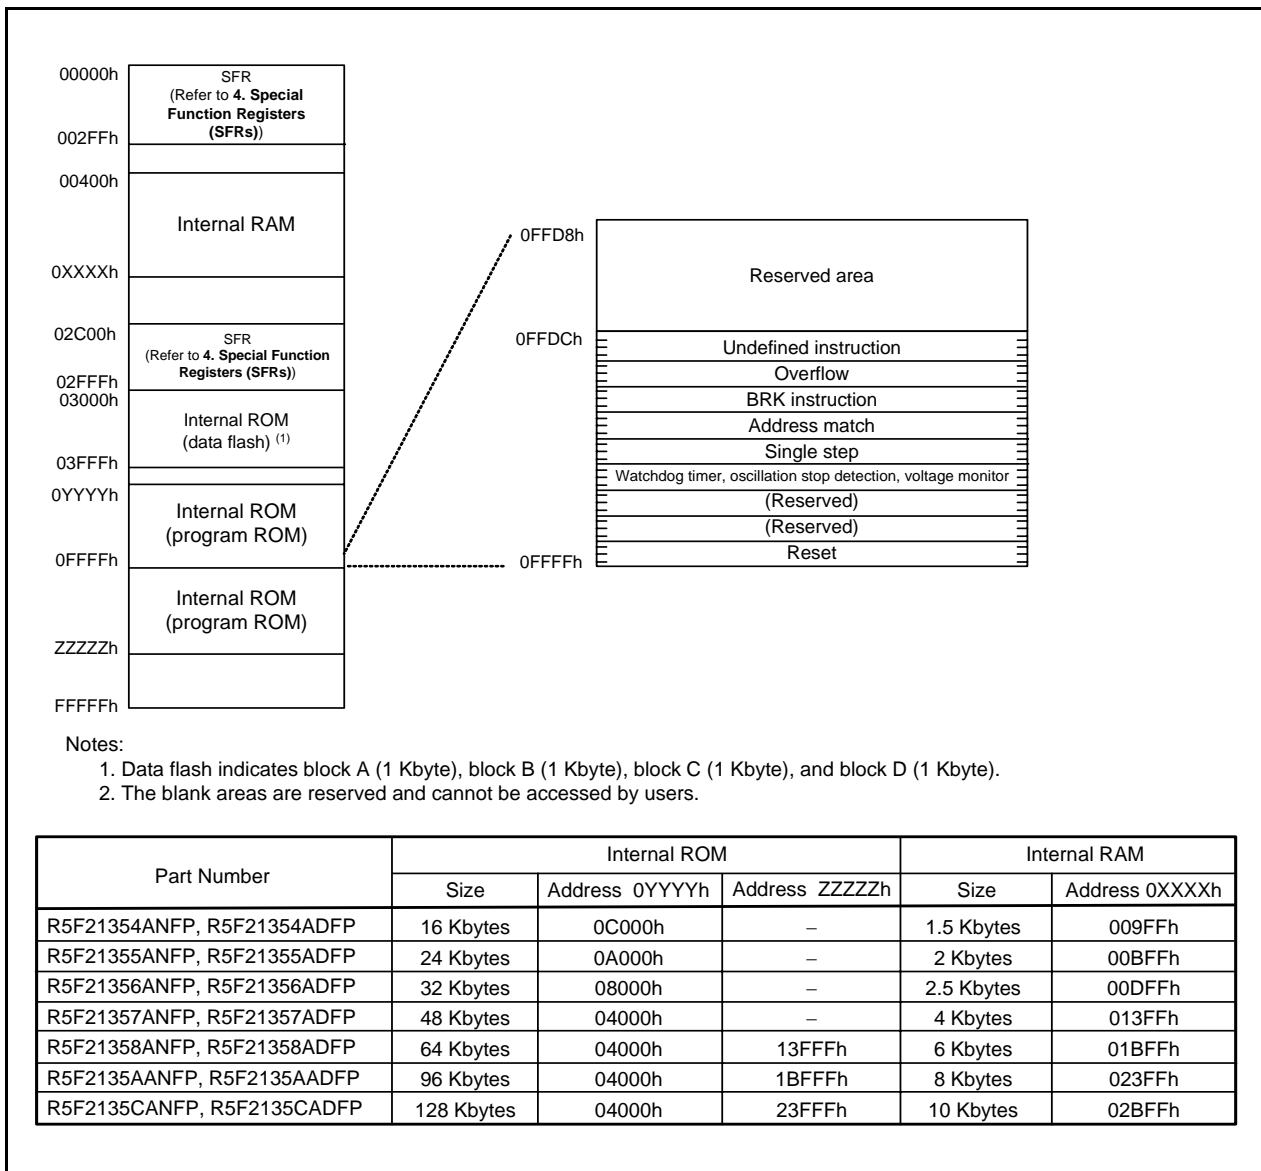 00000h
SFR
(Refer to 4. Special
Function Registers
(SFRs))
002FFh
00400h
Internal RAM
0XXXXh
02C00h
SFR
(Refer to 4. Special Function
Registers (SFRs))
02FFFh
03000h
Internal ROM
(data flash) (1)
03FFFh
0YYYYh
Internal ROM
(program ROM)
0FFFFh
Internal ROM
(program ROM)
ZZZZZh
FFFFFh
0FFD8h
Reserved area
0FFDCh
Undefined instruction
Overflow
BRK instruction
Address match
Single step
Watchdog timer, oscillation stop detection, voltage monitor
(Reserved)
(Reserved)
Reset
0FFFFh
Notes:
1. Data flash indicates block A (1 Kbyte), block B (1 Kbyte), block C (1 Kbyte), and block D (1 Kbyte).
2. The blank areas are reserved and cannot be accessed by users.
Part Number Internal ROM Internal RAM
Size Address 0YYYYh Address ZZZZZh Size Address 0XXXXh
R5F21354ANFP, R5F21354ADFP 16 Kbytes 0C000h – 1.5 Kbytes 009FFh
R5F21355ANFP, R5F21355ADFP 24 Kbytes 0A000h – 2 Kbytes 00BFFh
R5F21356ANFP, R5F21356ADFP 32 Kbytes 08000h – 2.5 Kbytes 00DFFh
R5F21357ANFP, R5F21357ADFP 48 Kbytes 04000h – 4 Kbytes 013FFh
R5F21358ANFP, R5F21358ADFP 64 Kbytes 04000h 13FFFh 6 Kbytes 01BFFh
R5F2135AANFP, R5F2135AADFP 96 Kbytes 04000h 1BFFFh 8 Kbytes 023FFh
R5F2135CANFP, R5F2135CADFP 128 Kbytes 04000h 23FFFh 10 Kbytes 02BFFh